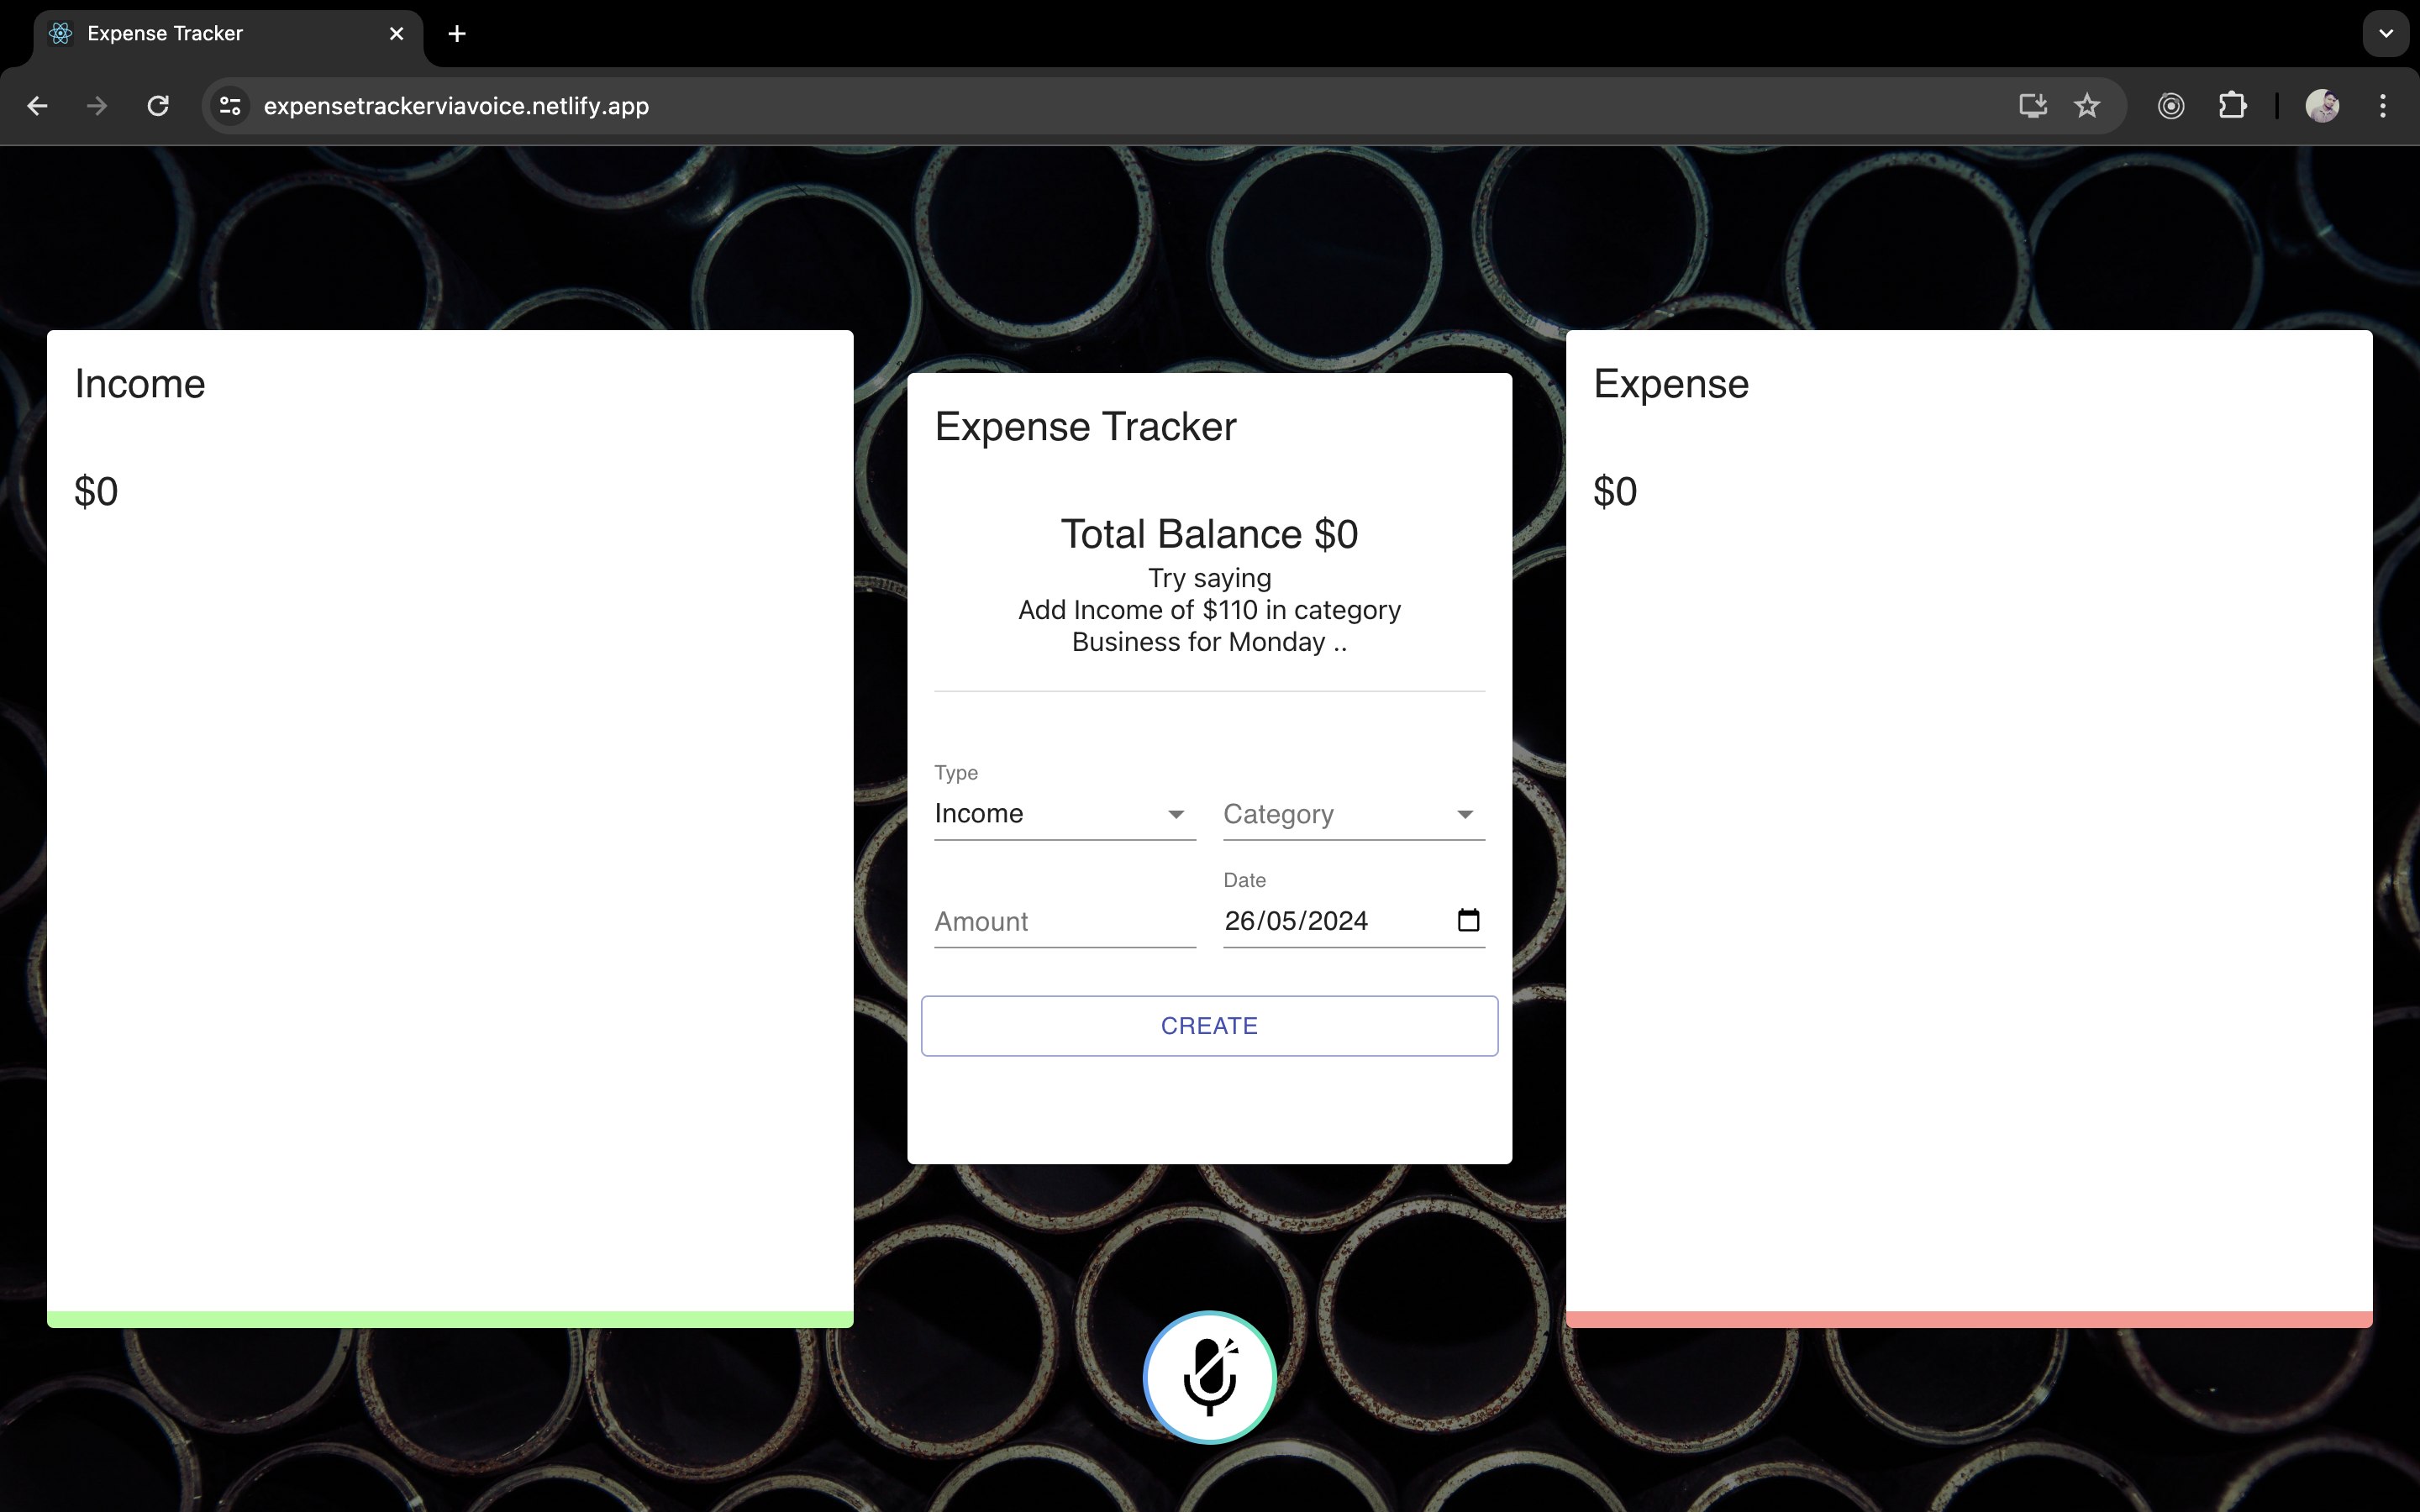 Expense Tracker
expensetrackerviavoice.netlify.app
Income
$0
Expense Tracker
Total Balance $0
Try saying
Add Income of $110 in category
Business for Monday ..
Type
Income
Category
Amount
Date
26/05/2024
CREATE
Expense
$0